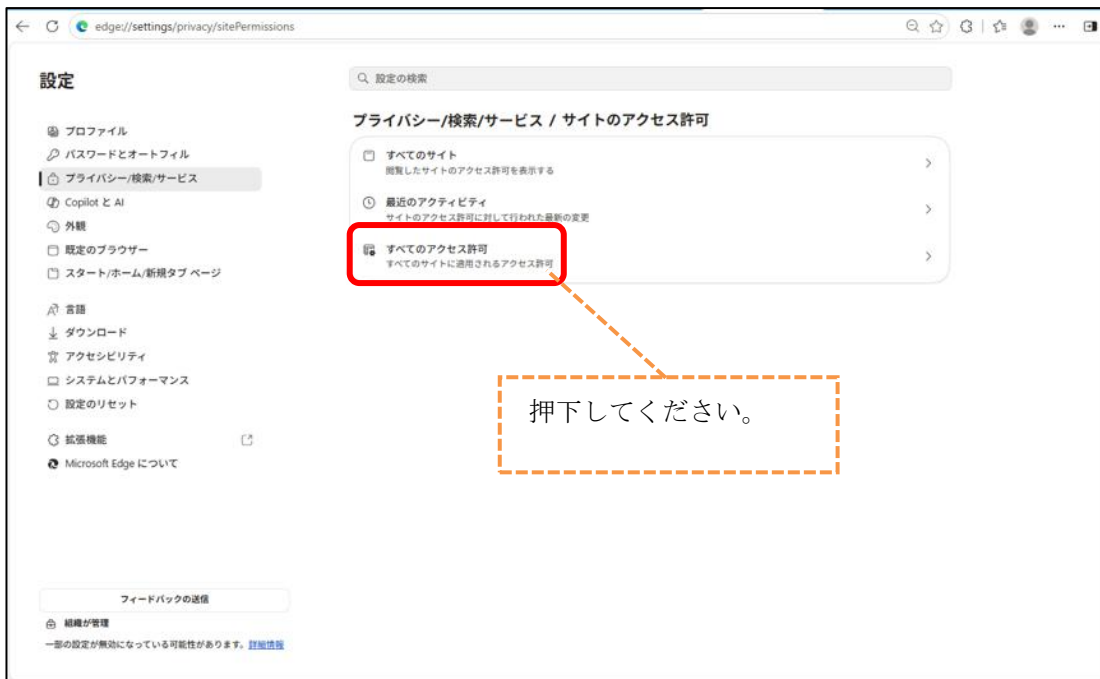 edge://settings/privacy/sitePermissions
設定
設定の検索
プロファイル
パスワードとオートフィル
プライバシー/検索/サービス
Copilot と AI
外観
既定のブラウザー
スタート/ホーム/新規タブ ページ
言語
ダウンロード
アクセシビリティ
システムとパフォーマンス
設定のリセット
拡張機能
Microsoft Edge について
フィードバックの送信
組織が管理
一部の設定が無効になっている可能性があります。詳細情報
プライバシー/検索/サービス / サイトのアクセス許可
すべてのサイト
閲覧したサイトのアクセス許可を表示する
最近のアクティビティ
サイトのアクセス許可に対して行われた最新の変更
すべてのアクセス許可
すべてのサイトに適用されるアクセス許可
押下してください。